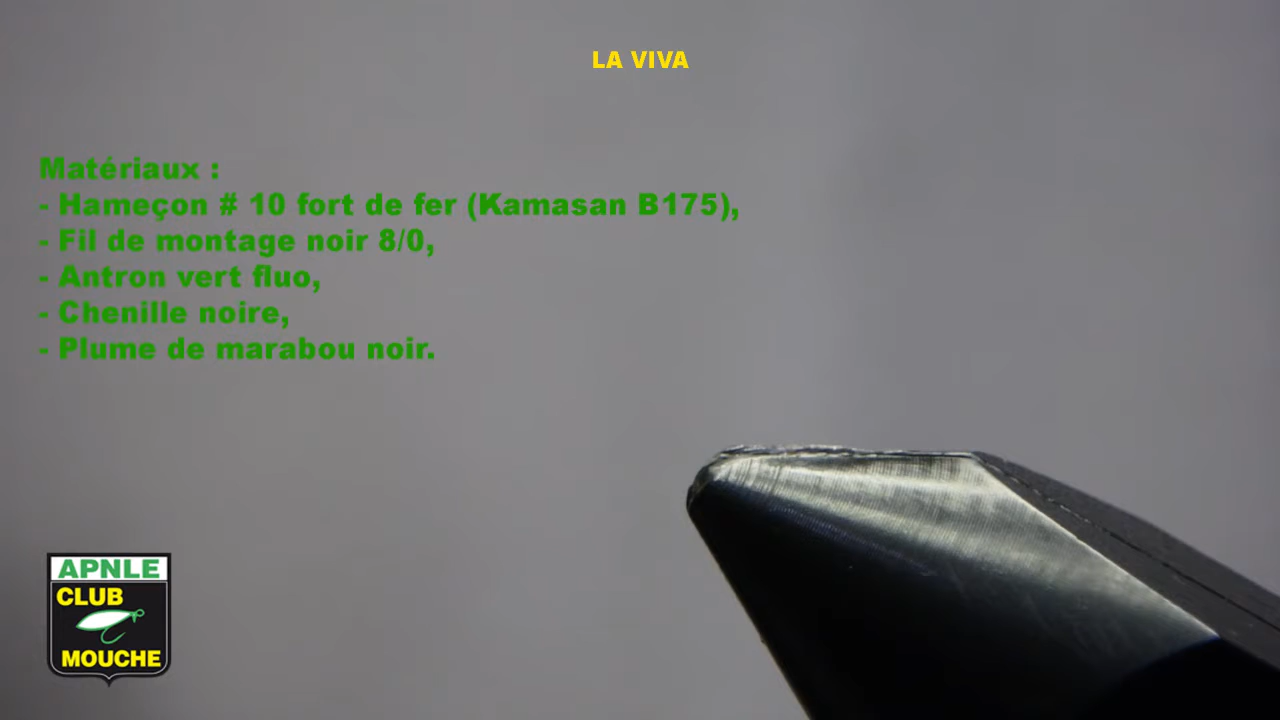 LA VIVA
Matériaux :
- Hameçon # 10 fort de fer (Kamasan B175),
- Fil de montage noir 8/0,
- Antron vert fluo,
- Chenille noire,
- Plume de marabou noir.
APNLE
CLUB
MOUCHE